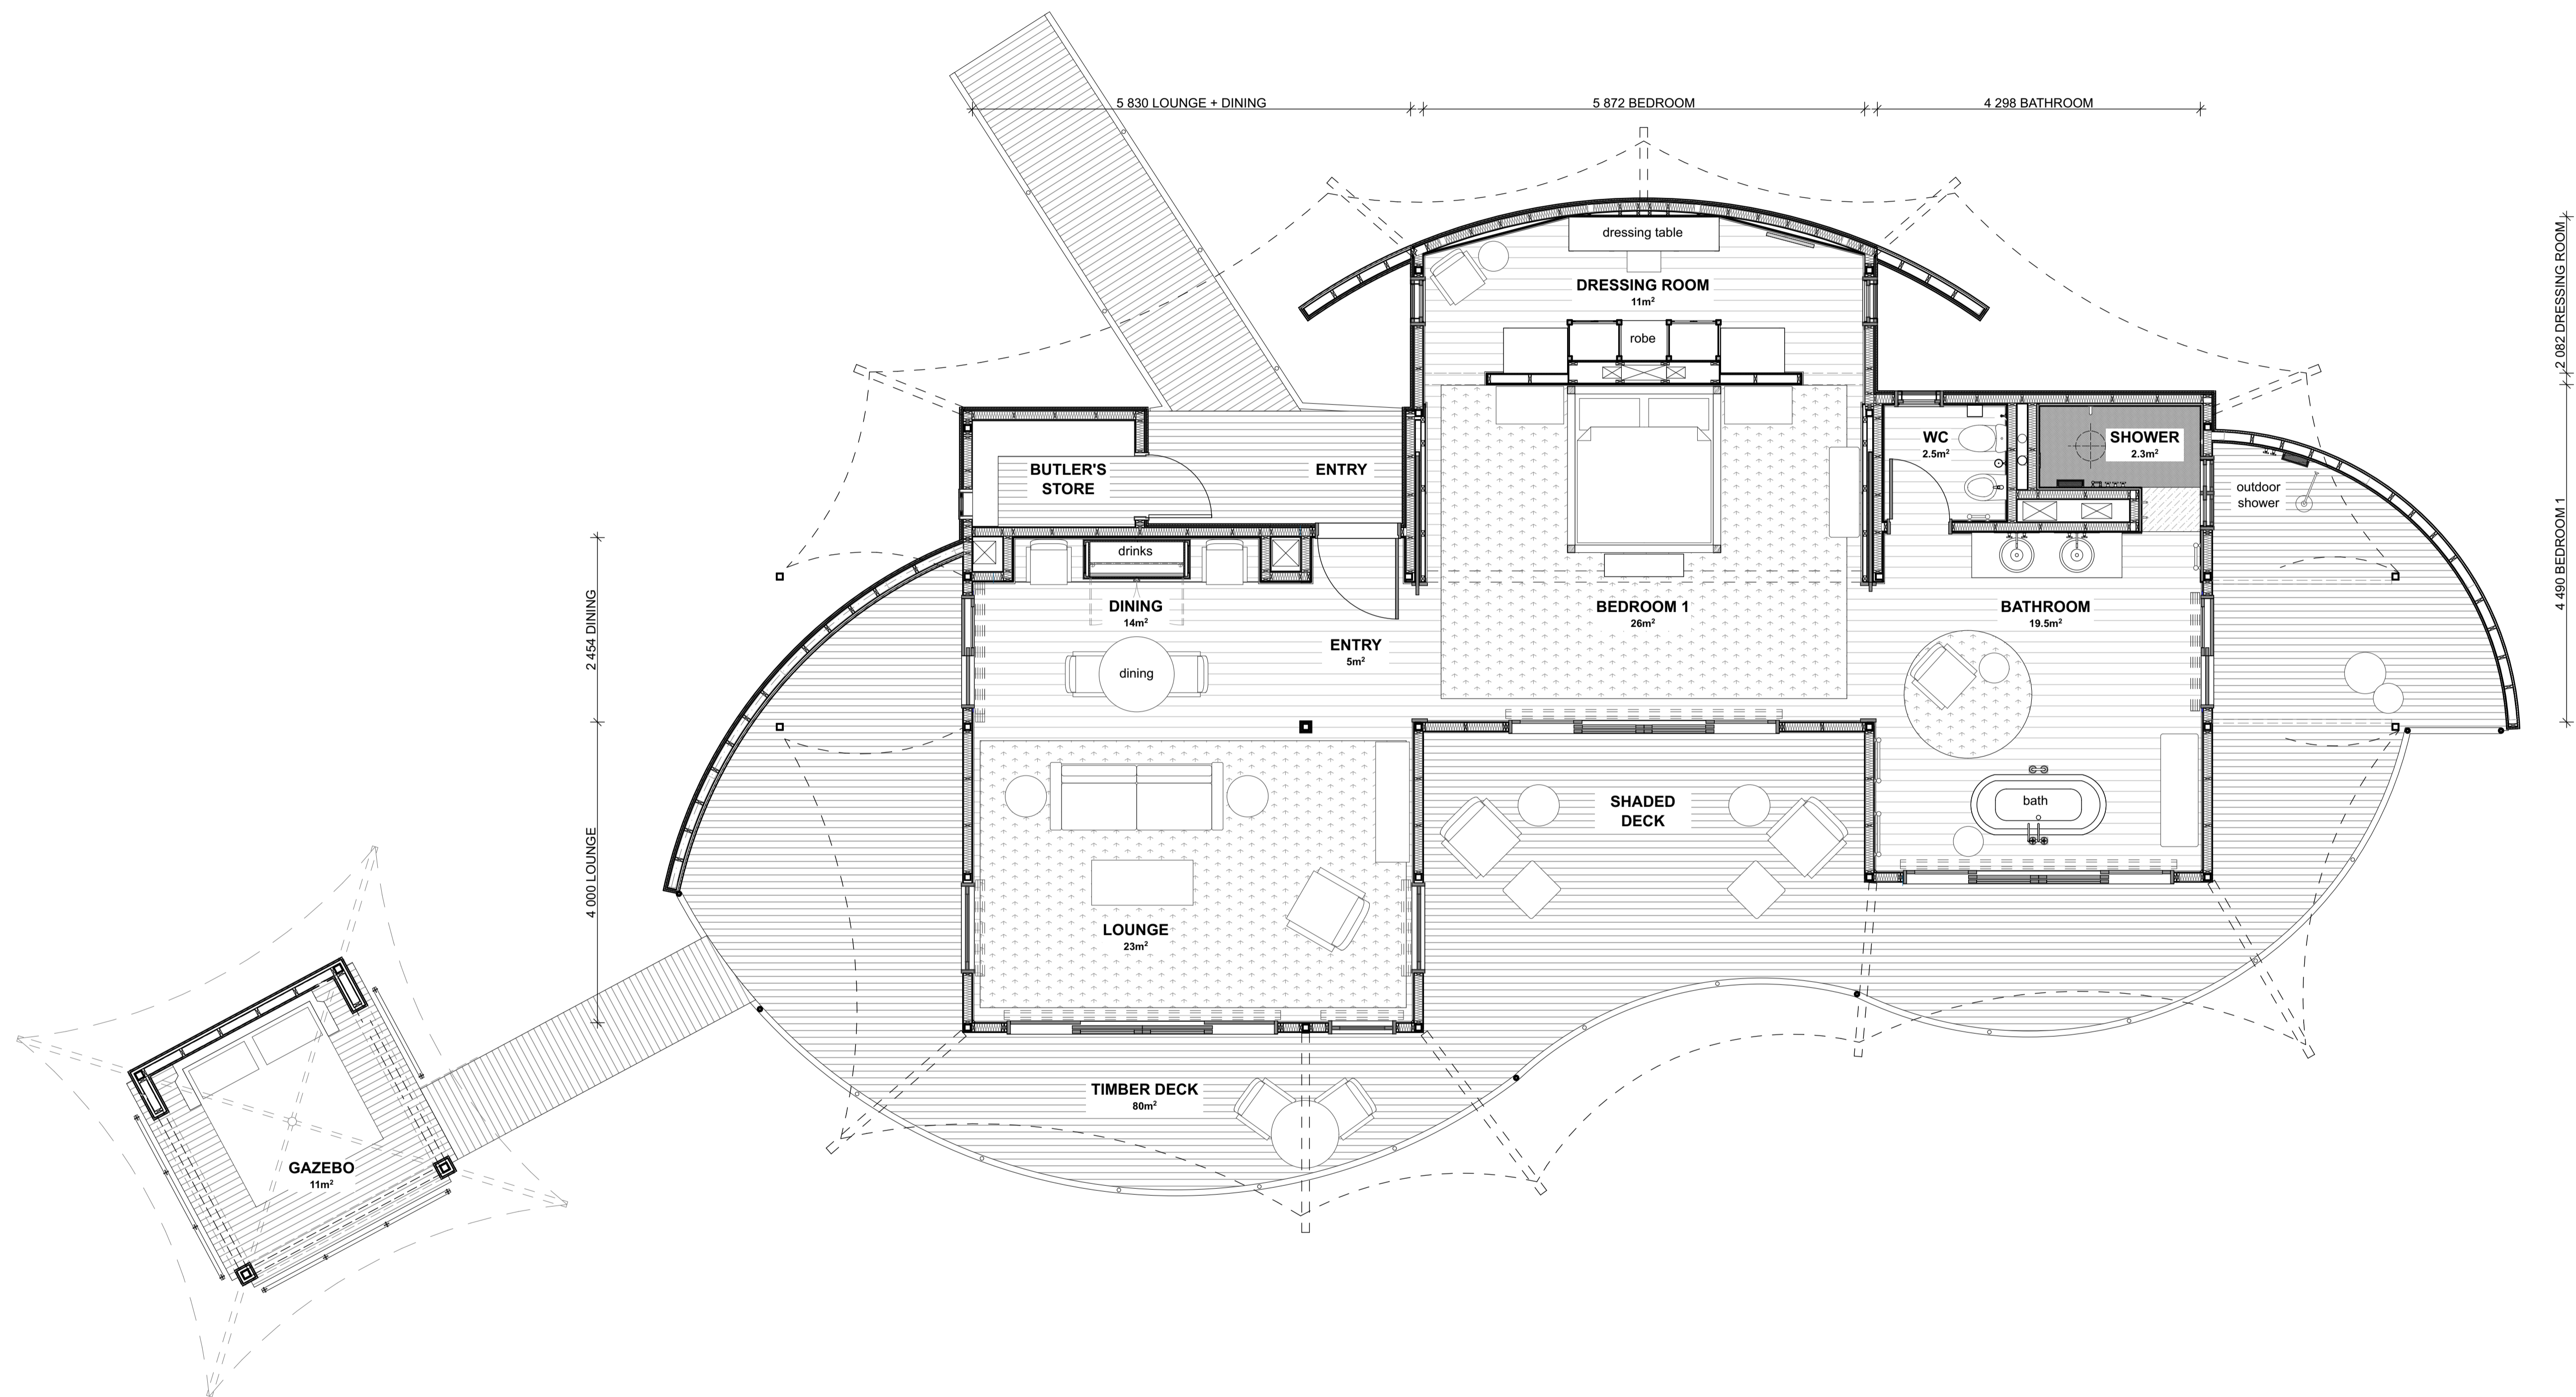 5 830 LOUNGE + DINING
5 872 BEDROOM
4 298 BATHROOM
2 082 DRESSING ROOM
4 490 BEDROOM 1
dressing table
DRESSING ROOM
11m²
robe
BUTLER'S
STORE
ENTRY
WC
2.5m²
SHOWER
2.3m²
outdoor
shower
drinks
DINING
14m²
dining
ENTRY
5m²
BEDROOM 1
26m²
BATHROOM
19.5m²
2 454 DINING
4 000 LOUNGE
SHADED
DECK
bath
LOUNGE
23m²
TIMBER DECK
80m²
GAZEBO
11m²